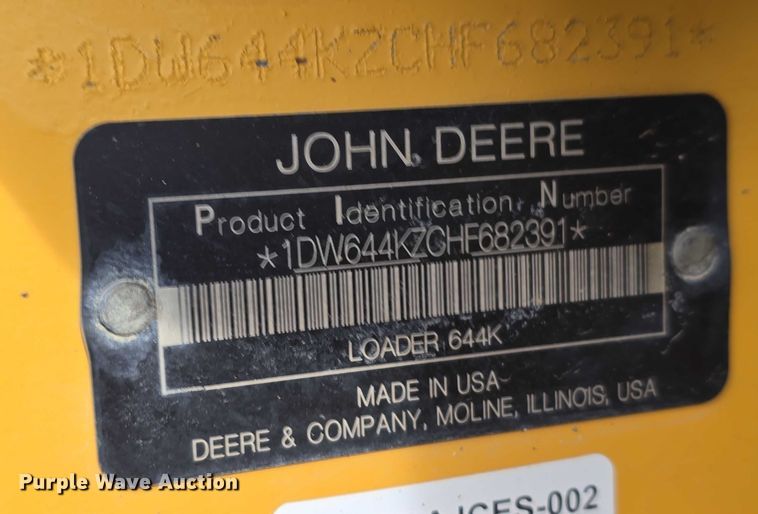 *1DW644KZCHF682391*
JOHN DEERE
Product Identification Number
*1DW644KZCHF682391*
LOADER 644K
MADE IN USA
DEERE & COMPANY, MOLINE, ILLINOIS, USA
Purple Wave Auction